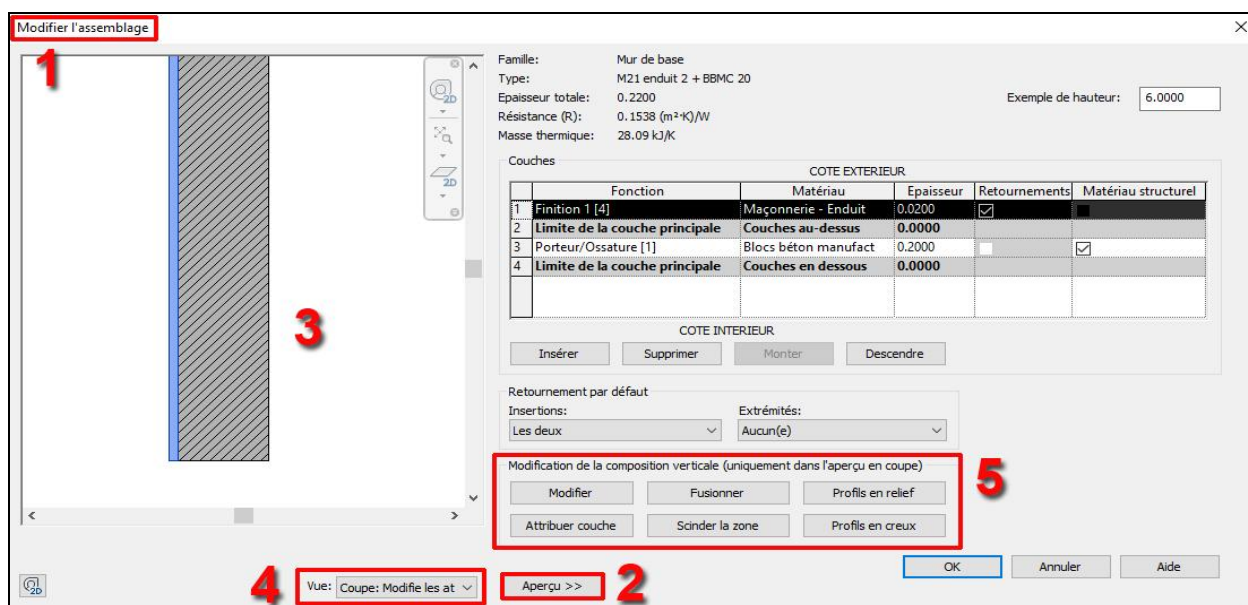 Modifier l'assemblage
1
2D
2D
3
Famille: Mur de base
Type: M21 enduit 2 + BBMC 20
Epaisseur totale: 0.2200
Exemple de hauteur: 6.0000
Résistance (R): 0.1538 (m²·K)/W
Masse thermique: 28.09 kJ/K
Couches
COTE EXTERIEUR
Fonction Matériau Epaisseur Retournements Matériau structurel
1 Finition 1 [4] Maçonnerie - Enduit 0.0200
2 Limite de la couche principale Couches au-dessus 0.0000
3 Porteur/Ossature [1] Blocs béton manufact 0.2000
4 Limite de la couche principale Couches en dessous 0.0000
COTE INTERIEUR
Insérer Supprimer Monter Descendre
Retournement par défaut
Insertions: Extrémités:
Les deux Aucun(e)
Modification de la composition verticale (uniquement dans l'aperçu en coupe)
5
Modifier Fusionner Profils en relief
Attribuer couche Scinder la zone Profils en creux
OK Annuler Aide
2D
4 Vue: Coupe: Modifie les at Aperçu >> 2